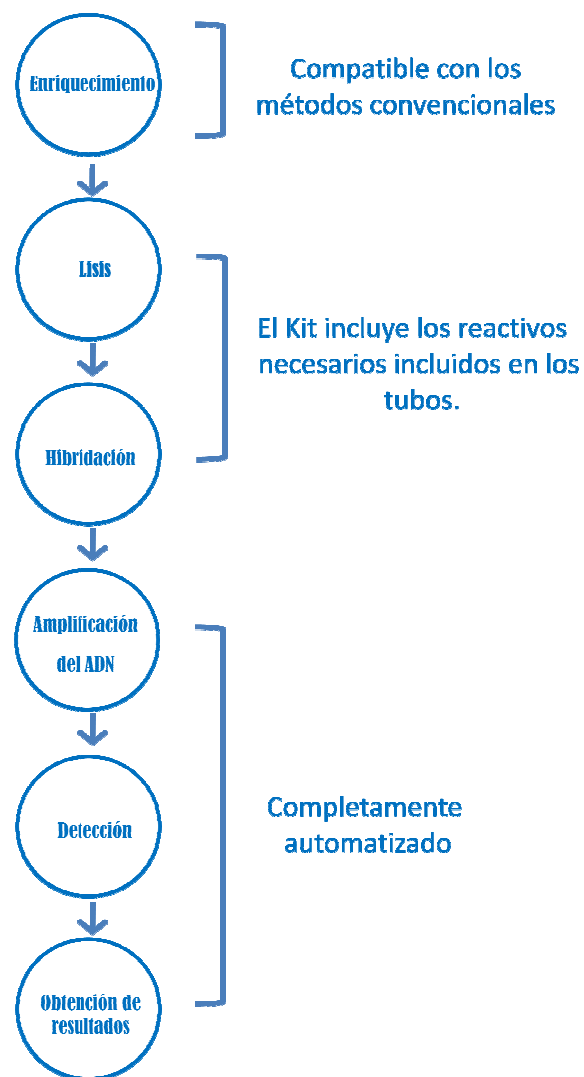 Enriquecimiento
Compatible con los
métodos convencionales
Lisis
El Kit incluye los reactivos
necesarios incluidos en los
tubos.
Hibridación
Amplificación
del ADN
Detección
Completamente
automatizado
Obtención de
resultados